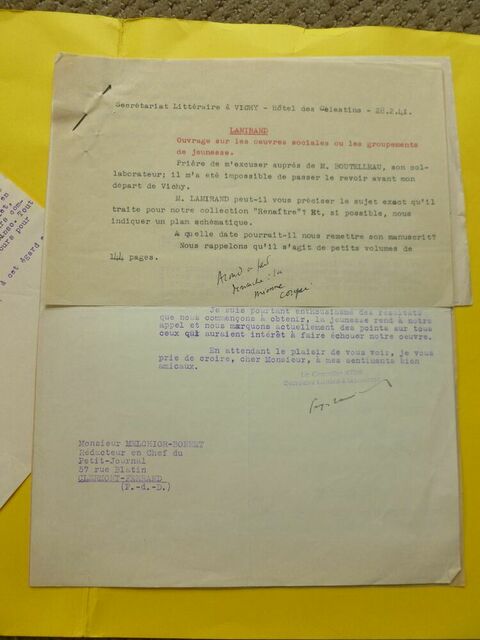 Secrétariat Littéraire à VICHY - Hôtel des Célestins - 28.2.41.
LAMIRAND
Ouvrage sur les oeuvres sociales ou les groupements
de jeunesse.
Prière de m'excuser auprès de M. BOUTELLEAU, son col-
laborateur; il m'a été impossible de passer le revoir avant mon
départ de Vichy.
M. LAMIRAND peut-il vous préciser le sujet exact qu'il
traite pour notre collection "Renaître"? Et, si possible, nous
indiquer un plan schématique.
A quelle date pourrait-il nous remettre son manuscrit?
Nous rappelons qu'il s'agit de petits volumes de
144 pages.
Je suis pourtant enthousiasmé des résultats
que nous commençons à obtenir, la jeunesse rend à notre
appel et nous marquons actuellement des points sur tous
ceux qui auraient intérêt à faire échouer notre oeuvre.
En attendant le plaisir de vous voir, je vous
prie de croire, cher Monsieur, à mes sentiments bien
amicaux.
Monsieur MELCHIOR-BONNET
Rédacteur en Chef du
Petit-Journal
57 rue Blatin
CLERMONT-FERRAND
(P.-d.-D.)
à cet égard